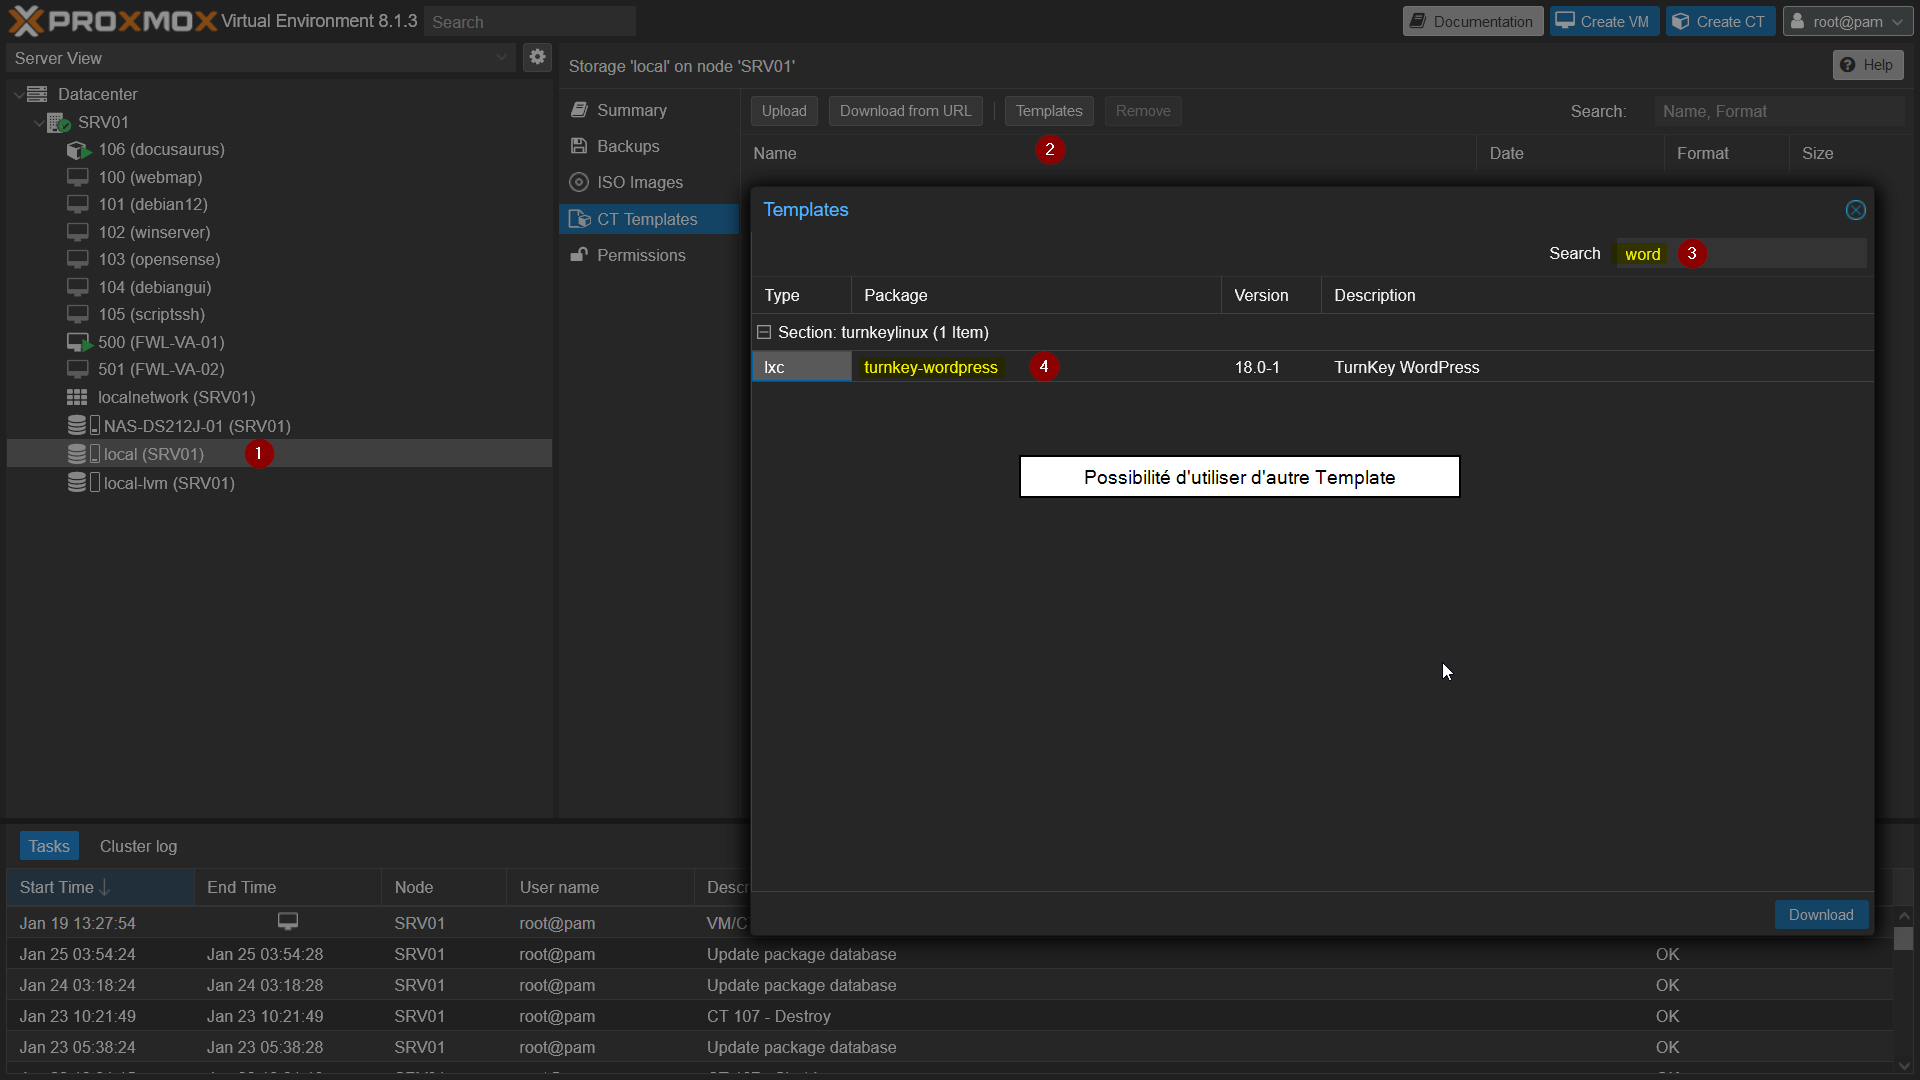 PROXMOX Virtual Environment 8.1.3 Search Documentation Create VM Create CT root@pam
Server View
Storage 'local' on node 'SRV01' Help
Datacenter
SRV01
106 (docusaurus)
100 (webmap)
101 (debian12)
102 (winserver)
103 (opensense)
104 (debiangui)
105 (scriptssh)
500 (FWL-VA-01)
501 (FWL-VA-02)
localnetwork (SRV01)
NAS-DS212J-01 (SRV01)
local (SRV01) 1
local-lvm (SRV01)
Summary
Backups
ISO Images
CT Templates
Permissions
Upload Download from URL Templates Remove Search: Name, Format
2
Name Date Format Size
Templates
Search word 3
Type Package Version Description
Section: turnkeylinux (1 Item)
lxc turnkey-wordpress 4 18.0-1 TurnKey WordPress
Possibilité d'utiliser d'autre Template
Download
Tasks Cluster log
Start Time End Time Node User name Descr
Jan 19 13:27:54 SRV01 root@pam VM/C
Jan 25 03:54:24 Jan 25 03:54:28 SRV01 root@pam Update package database OK
Jan 24 03:18:24 Jan 24 03:18:28 SRV01 root@pam Update package database OK
Jan 23 10:21:49 Jan 23 10:21:49 SRV01 root@pam CT 107 - Destroy OK
Jan 23 05:38:24 Jan 23 05:38:28 SRV01 root@pam Update package database OK